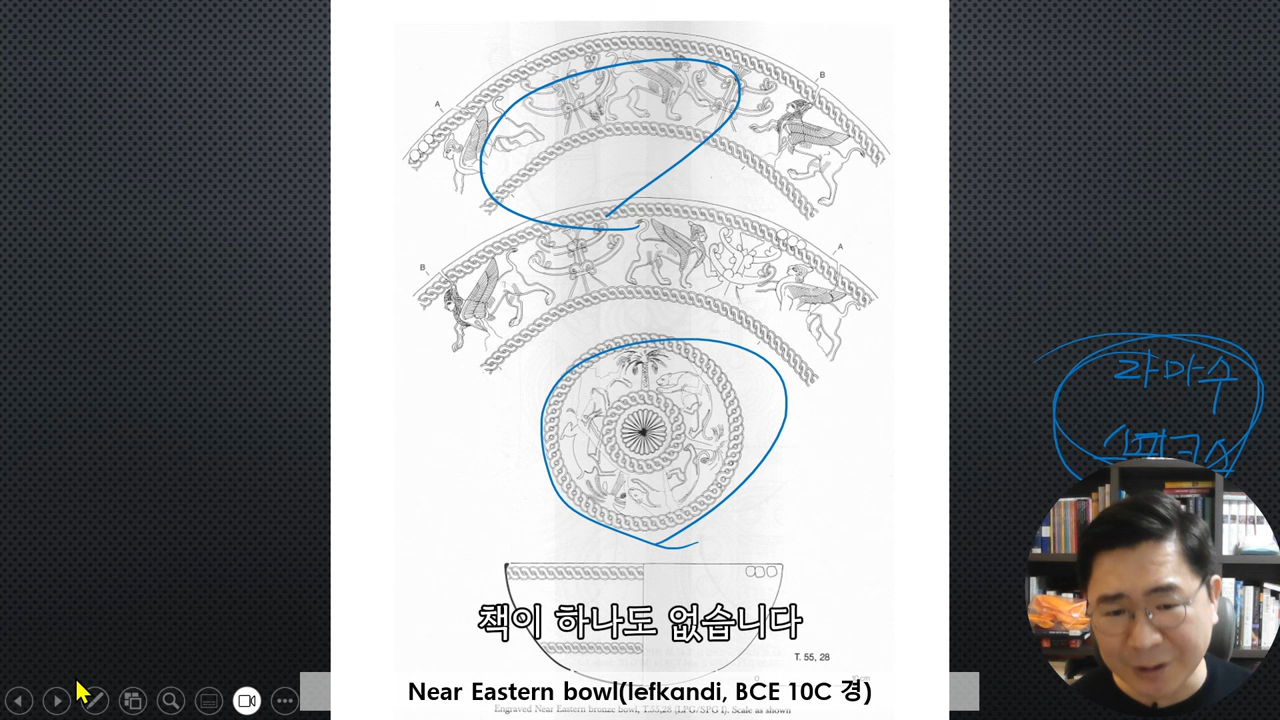 B
A
A
B
라마수
스핑크스
책이 하나도 없습니다
T. 55, 28
Near Eastern bowl(lefkandi, BCE 10C 경)
Engraved Near Eastern bronze bowl, T.55,28 (LPG/SPG I). Scale as shown